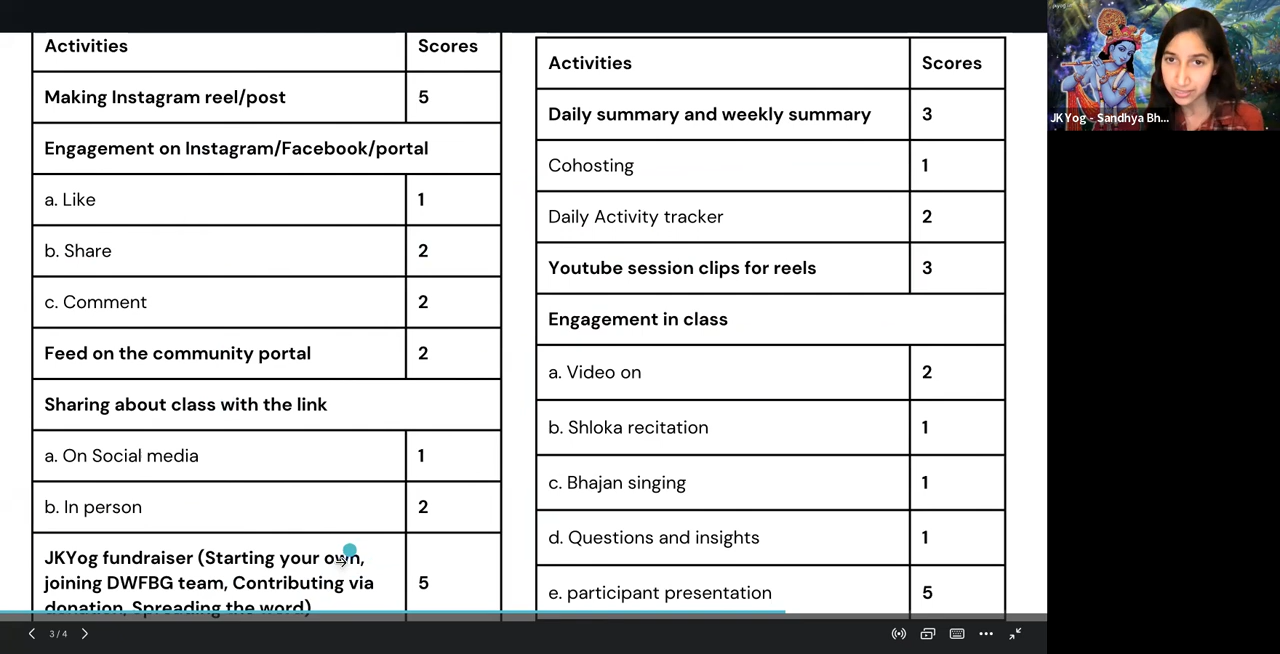 Activities Scores
Making Instagram reel/post 5
Engagement on Instagram/Facebook/portal
a. Like 1
b. Share 2
c. Comment 2
Feed on the community portal 2
Sharing about class with the link
a. On Social media 1
b. In person 2
JKYog fundraiser (Starting your own,
joining DWFBG team, Contributing via 5
donation, Spreading the word)
Activities Scores
Daily summary and weekly summary 3
Cohosting 1
Daily Activity tracker 2
Youtube session clips for reels 3
Engagement in class
a. Video on 2
b. Shloka recitation 1
c. Bhajan singing 1
d. Questions and insights 1
e. participant presentation 5
JKYog - Sandhya Bh...
3 / 4